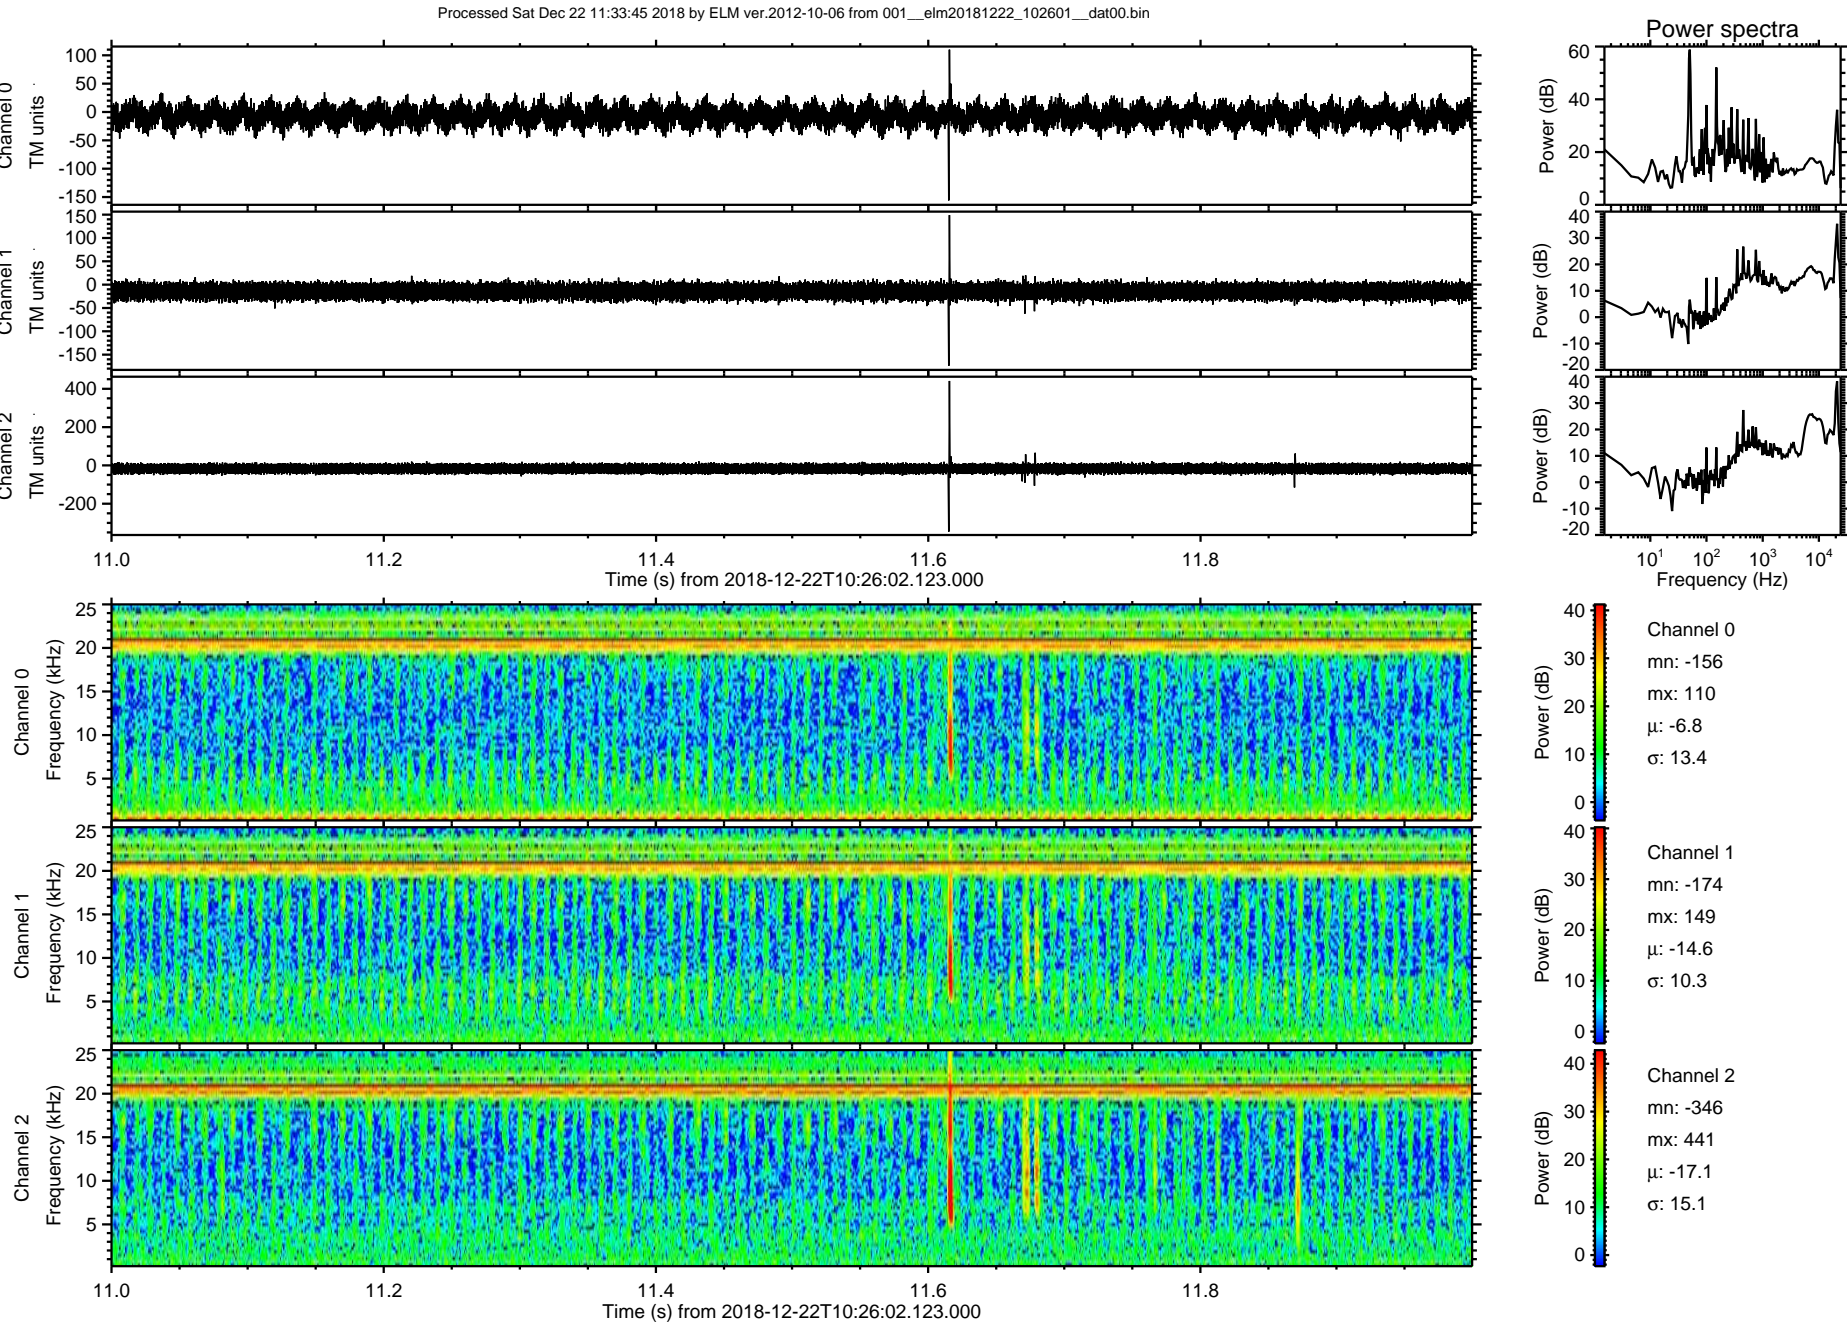 Processed Sat Dec 22 11:33:45 2018 by ELM ver.2012-10-06 from 001__elm20181222_102601__dat00.bin
Power spectra
Channel 0
TM units
100
50
0
-50
-100
-150
Power (dB)
60
40
20
0
Channel 1
TM units
150
100
50
0
-50
-100
-150
Power (dB)
40
30
20
10
0
-10
-20
Channel 2
TM units
400
200
0
-200
Power (dB)
40
30
20
10
0
-10
-20
11.0 11.2 11.4 11.6 11.8
Time (s) from 2018-12-22T10:26:02.123.000
10^1 10^2 10^3 10^4
Frequency (Hz)
Channel 0
Frequency (kHz)
25
20
15
10
5
Power (dB)
40
30
20
10
0
Channel 0
mn: -156
mx: 110
μ: -6.8
σ: 13.4
Channel 1
Frequency (kHz)
25
20
15
10
5
Power (dB)
40
30
20
10
0
Channel 1
mn: -174
mx: 149
μ: -14.6
σ: 10.3
Channel 2
Frequency (kHz)
25
20
15
10
5
Power (dB)
40
30
20
10
0
Channel 2
mn: -346
mx: 441
μ: -17.1
σ: 15.1
11.0 11.2 11.4 11.6 11.8
Time (s) from 2018-12-22T10:26:02.123.000